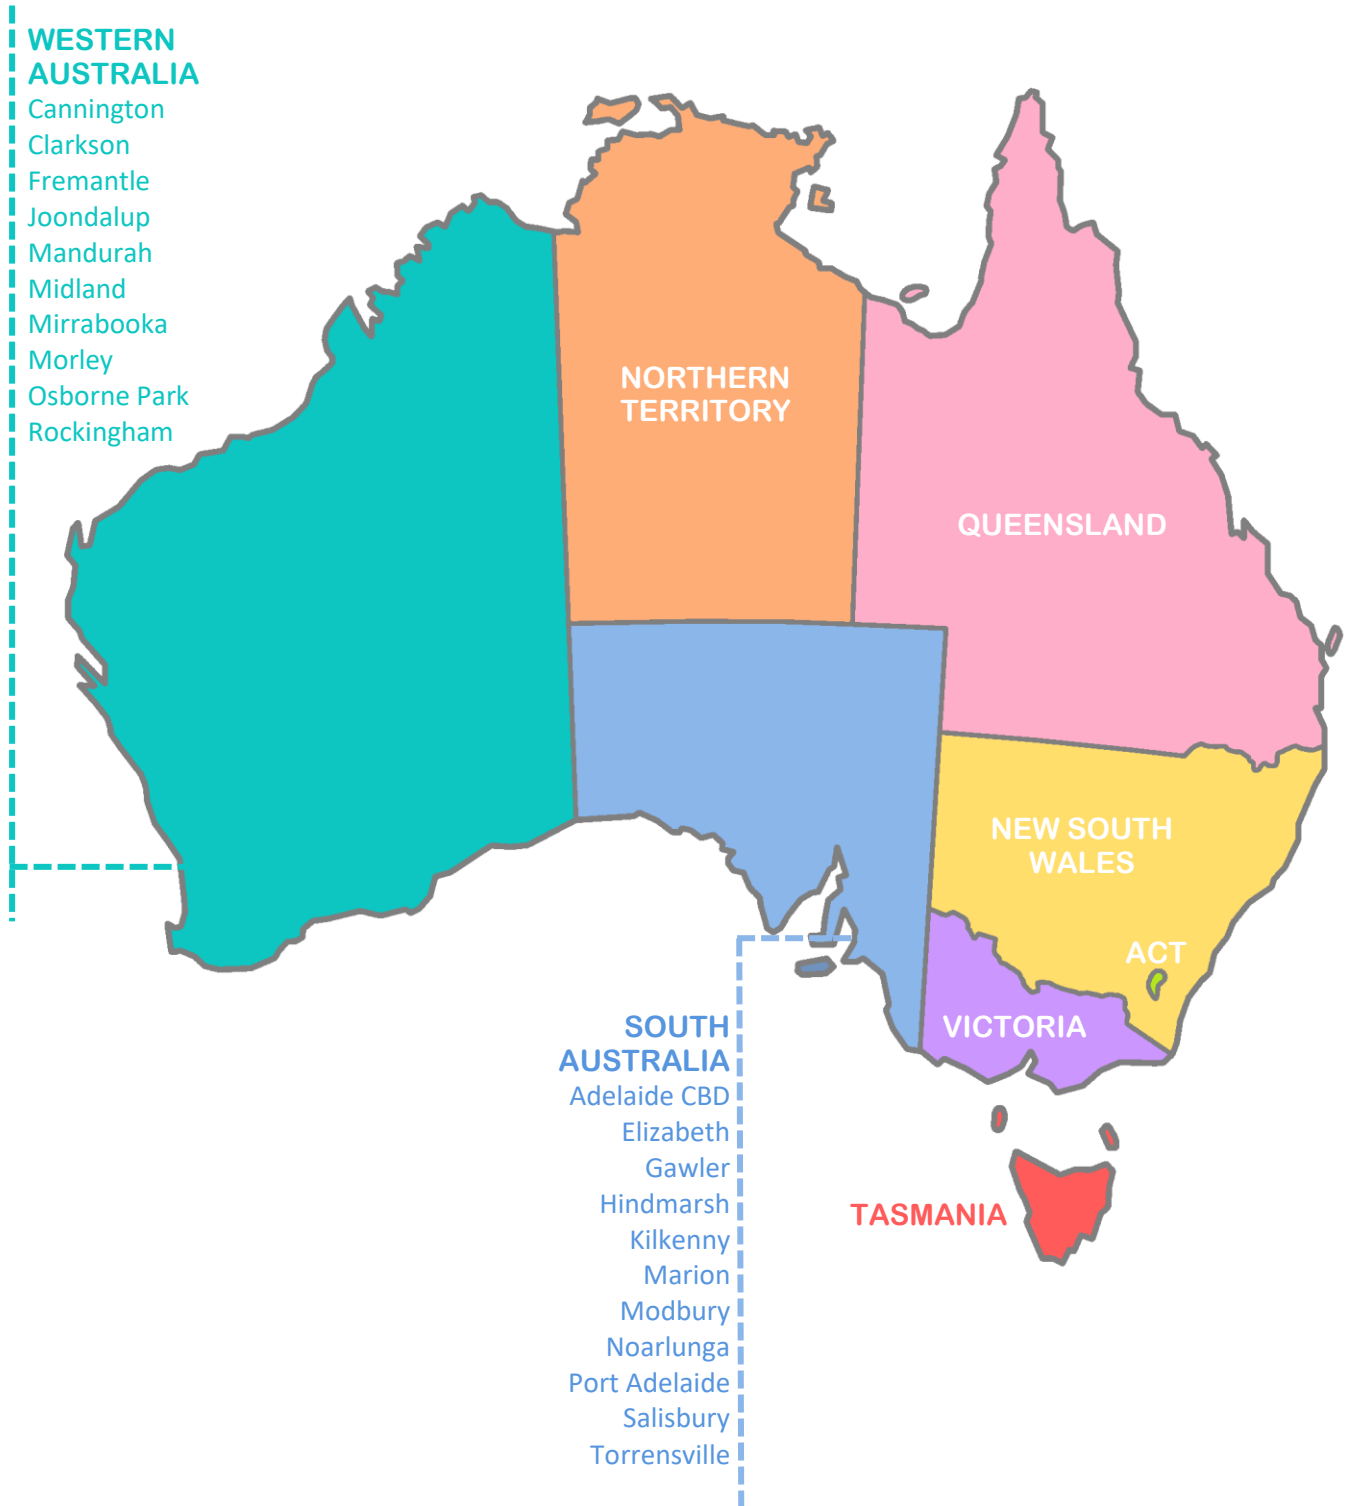 WESTERN
AUSTRALIA
Cannington
Clarkson
Fremantle
Joondalup
Mandurah
Midland
Mirrabooka
Morley
Osborne Park
Rockingham
NORTHERN
TERRITORY
QUEENSLAND
NEW SOUTH
WALES
ACT
VICTORIA
SOUTH
AUSTRALIA
Adelaide CBD
Elizabeth
Gawler
Hindmarsh
Kilkenny
Marion
Modbury
Noarlunga
Port Adelaide
Salisbury
Torrensville
TASMANIA